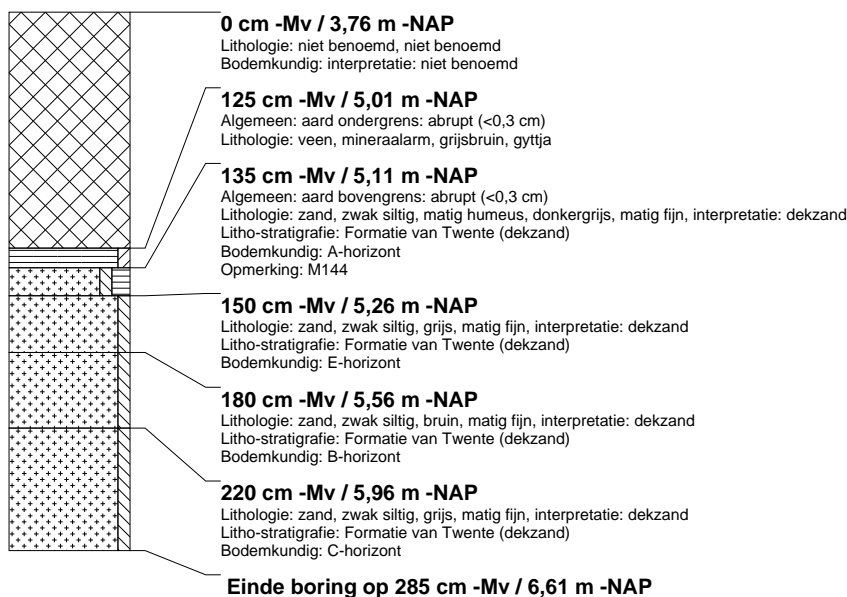 0 cm -Mv / 3,76 m -NAP
Lithologie: niet benoemd, niet benoemd
Bodemkundig: interpretatie: niet benoemd
125 cm -Mv / 5,01 m -NAP
Algemeen: aard ondergrens: abrupt (<0,3 cm)
Lithologie: veen, mineraalarm, grijsbruin, gyttja
135 cm -Mv / 5,11 m -NAP
Algemeen: aard bovengrens: abrupt (<0,3 cm)
Lithologie: zand, zwak siltig, matig humeus, donkergrijs, matig fijn, interpretatie: dekzand
Litho-stratigrafie: Formatie van Twente (dekzand)
Bodemkundig: A-horizont
Opmerking: M144
150 cm -Mv / 5,26 m -NAP
Lithologie: zand, zwak siltig, grijs, matig fijn, interpretatie: dekzand
Litho-stratigrafie: Formatie van Twente (dekzand)
Bodemkundig: E-horizont
180 cm -Mv / 5,56 m -NAP
Lithologie: zand, zwak siltig, bruin, matig fijn, interpretatie: dekzand
Litho-stratigrafie: Formatie van Twente (dekzand)
Bodemkundig: B-horizont
220 cm -Mv / 5,96 m -NAP
Lithologie: zand, zwak siltig, grijs, matig fijn, interpretatie: dekzand
Litho-stratigrafie: Formatie van Twente (dekzand)
Bodemkundig: C-horizont
Einde boring op 285 cm -Mv / 6,61 m -NAP